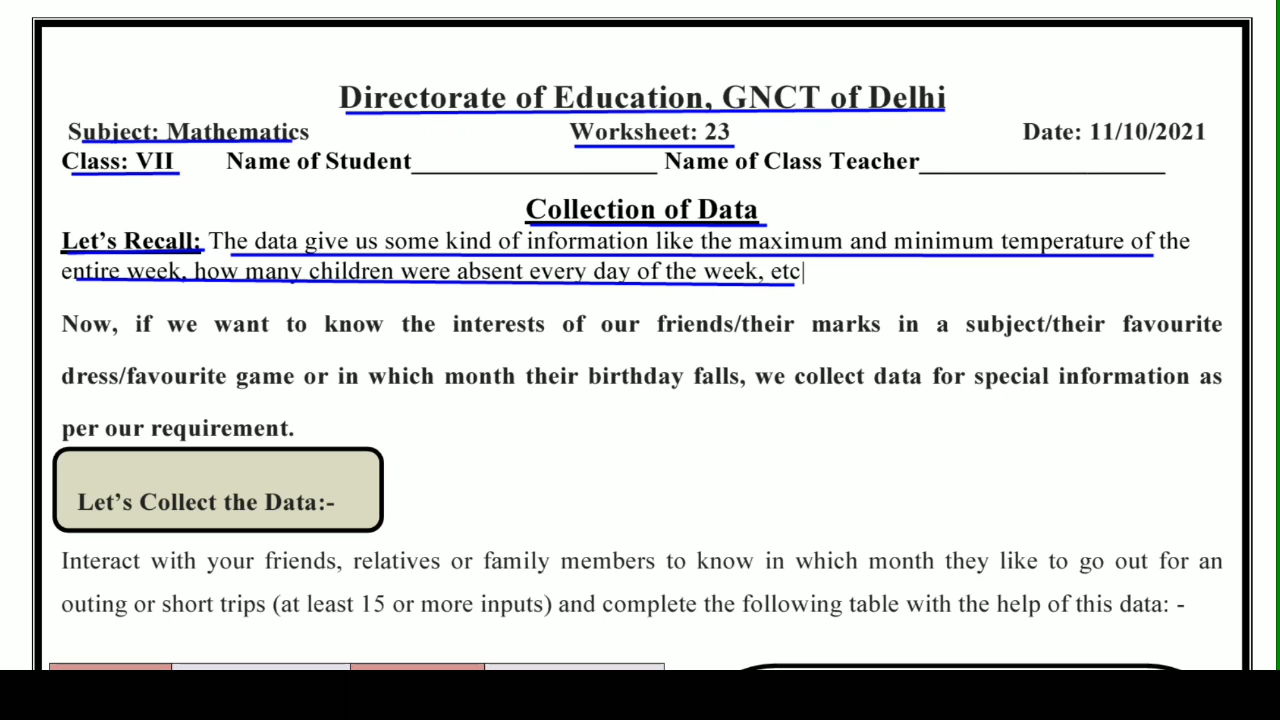 Directorate of Education, GNCT of Delhi
Subject: Mathematics Worksheet: 23 Date: 11/10/2021
Class: VII Name of Student___________________ Name of Class Teacher___________________
Collection of Data
Let’s Recall: The data give us some kind of information like the maximum and minimum temperature of the
entire week, how many children were absent every day of the week, etc
Now, if we want to know the interests of our friends/their marks in a subject/their favourite
dress/favourite game or in which month their birthday falls, we collect data for special information as
per our requirement.
Let’s Collect the Data:-
Interact with your friends, relatives or family members to know in which month they like to go out for an
outing or short trips (at least 15 or more inputs) and complete the following table with the help of this data: -